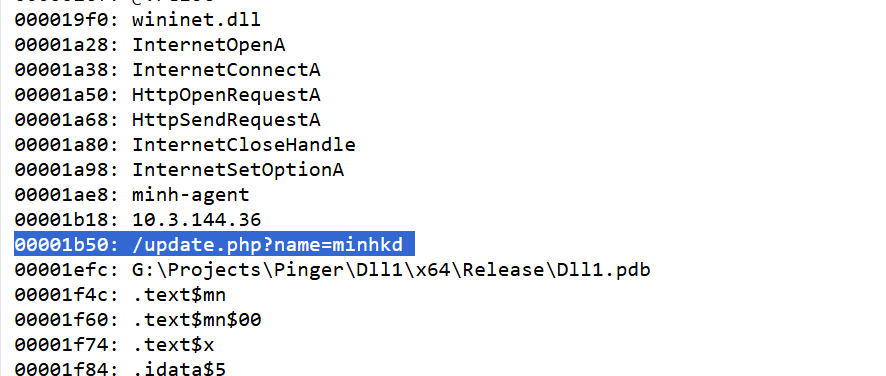 000019f0: wininet.dll
00001a28: InternetOpenA
00001a38: InternetConnectA
00001a50: HttpOpenRequestA
00001a68: HttpSendRequestA
00001a80: InternetCloseHandle
00001a98: InternetSetOptionA
00001ae8: minh-agent
00001b18: 10.3.144.36
00001b50: /update.php?name=minhkd
00001efc: G:\Projects\Pinger\Dll1\x64\Release\Dll1.pdb
00001f4c: .text$mn
00001f60: .text$mn$00
00001f74: .text$x
00001f84: .idata$5